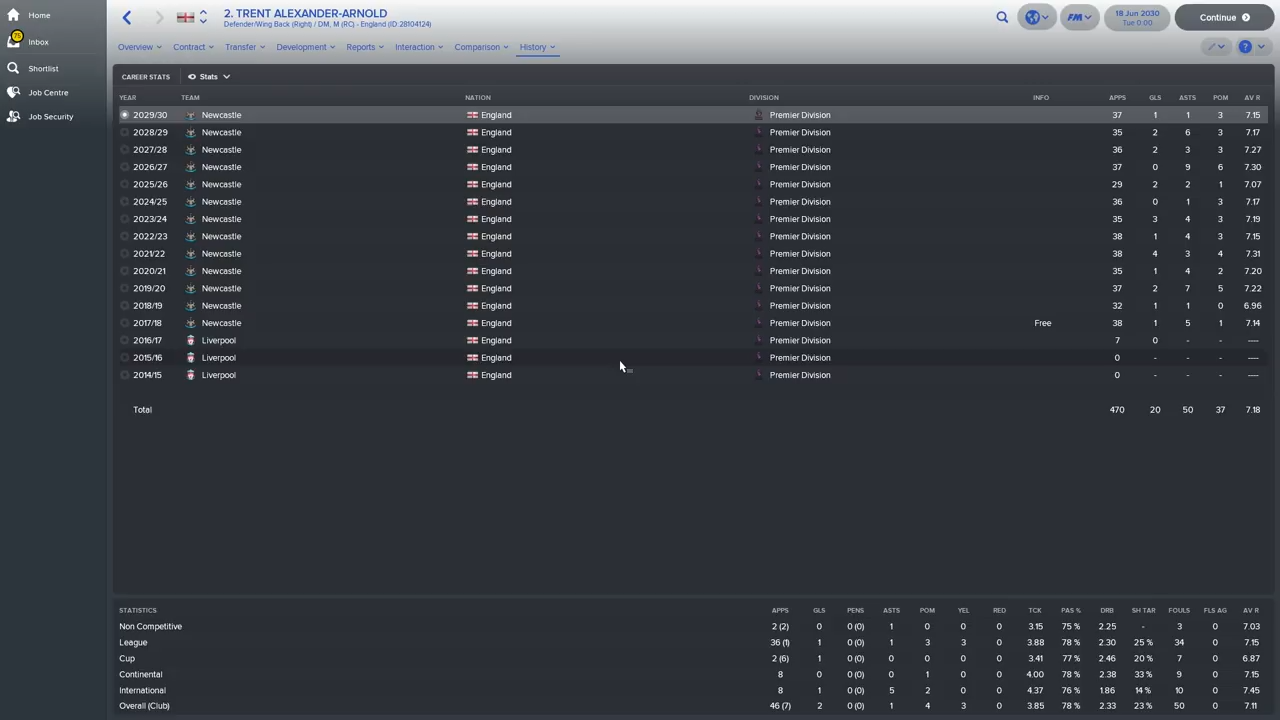 Home
75
Inbox
Shortlist
Job Centre
Job Security
2. TRENT ALEXANDER-ARNOLD
Defender/Wing Back (Right) / DM, M (RC) - England (ID:28104124)
FM
18 Jun 2030
Tue 0:00
Continue
Overview Contract Transfer Development Reports Interaction Comparison History
?
CAREER STATS Stats
YEAR TEAM NATION DIVISION INFO APPS GLS ASTS POM AV R
2029/30 Newcastle England Premier Division 37 1 1 3 7.15
2028/29 Newcastle England Premier Division 35 2 6 3 7.17
2027/28 Newcastle England Premier Division 36 2 3 3 7.27
2026/27 Newcastle England Premier Division 37 0 9 6 7.30
2025/26 Newcastle England Premier Division 29 2 2 1 7.07
2024/25 Newcastle England Premier Division 36 0 1 3 7.17
2023/24 Newcastle England Premier Division 35 3 4 3 7.19
2022/23 Newcastle England Premier Division 38 1 4 3 7.15
2021/22 Newcastle England Premier Division 38 4 3 4 7.31
2020/21 Newcastle England Premier Division 35 1 4 2 7.20
2019/20 Newcastle England Premier Division 37 2 7 5 7.22
2018/19 Newcastle England Premier Division 32 1 1 0 6.96
2017/18 Newcastle England Premier Division Free 38 1 5 1 7.14
2016/17 Liverpool England Premier Division 7 0 - - ----
2015/16 Liverpool England Premier Division 0 - - - ----
2014/15 Liverpool England Premier Division 0 - - - ----
Total 470 20 50 37 7.18
STATISTICS APPS GLS PENS ASTS POM YEL RED TCK PAS % DRB SH TAR FOULS FLS AG AV R
Non Competitive 2 (2) 0 0 (0) 1 0 0 0 3.15 75 % 2.25 - 3 0 7.03
League 36 (1) 1 0 (0) 1 3 3 0 3.88 78 % 2.30 25 % 34 0 7.15
Cup 2 (6) 1 0 (0) 0 0 0 0 3.41 77 % 2.46 20 % 7 0 6.87
Continental 8 0 0 (0) 0 1 0 0 4.00 78 % 2.38 33 % 9 0 7.15
International 8 1 0 (0) 5 2 0 0 4.37 76 % 1.86 14 % 10 0 7.45
Overall (Club) 46 (7) 2 0 (0) 1 4 3 0 3.85 78 % 2.33 23 % 50 0 7.11